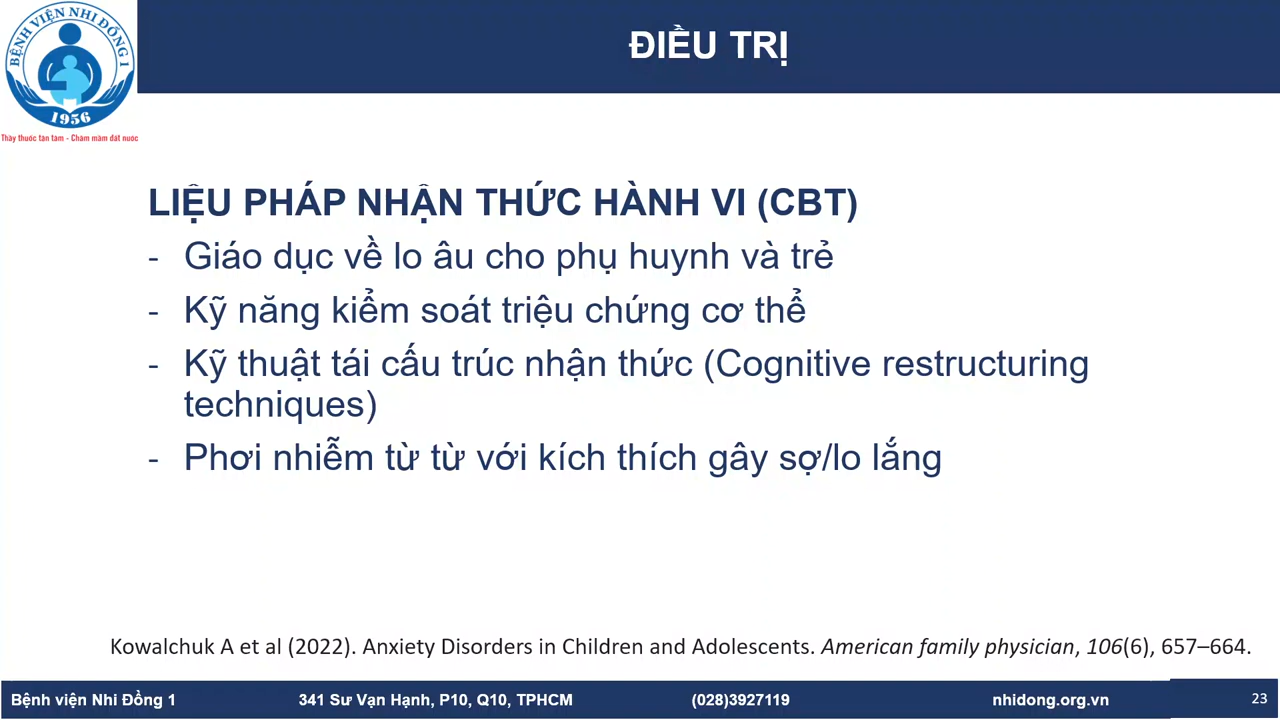 BỆNH VIỆN NHI ĐỒNG 1
1956
Thầy thuốc tận tâm - Chăm mầm đất nước
ĐIỀU TRỊ
LIỆU PHÁP NHẬN THỨC HÀNH VI (CBT)
- Giáo dục về lo âu cho phụ huynh và trẻ
- Kỹ năng kiểm soát triệu chứng cơ thể
- Kỹ thuật tái cấu trúc nhận thức (Cognitive restructuring
techniques)
- Phơi nhiễm từ từ với kích thích gây sợ/lo lắng
Kowalchuk A et al (2022). Anxiety Disorders in Children and Adolescents. American family physician, 106(6), 657–664.
Bệnh viện Nhi Đồng 1 341 Sư Vạn Hạnh, P10, Q10, TPHCM (028)3927119 nhidong.org.vn 23